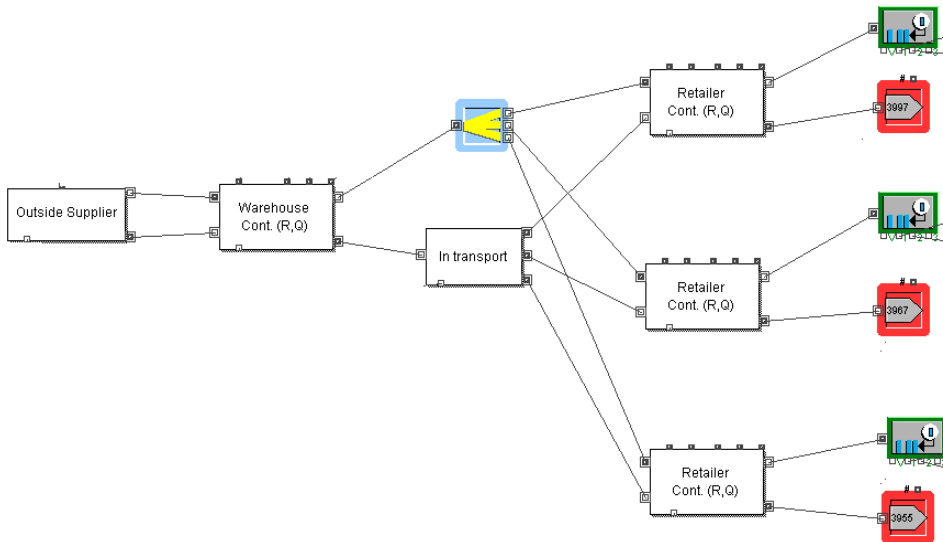 Retailer
Cont. (R,Q)
#
3997
Outside Supplier
Warehouse
Cont. (R,Q)
In transport
Retailer
Cont. (R,Q)
#
3967
Retailer
Cont. (R,Q)
#
3955